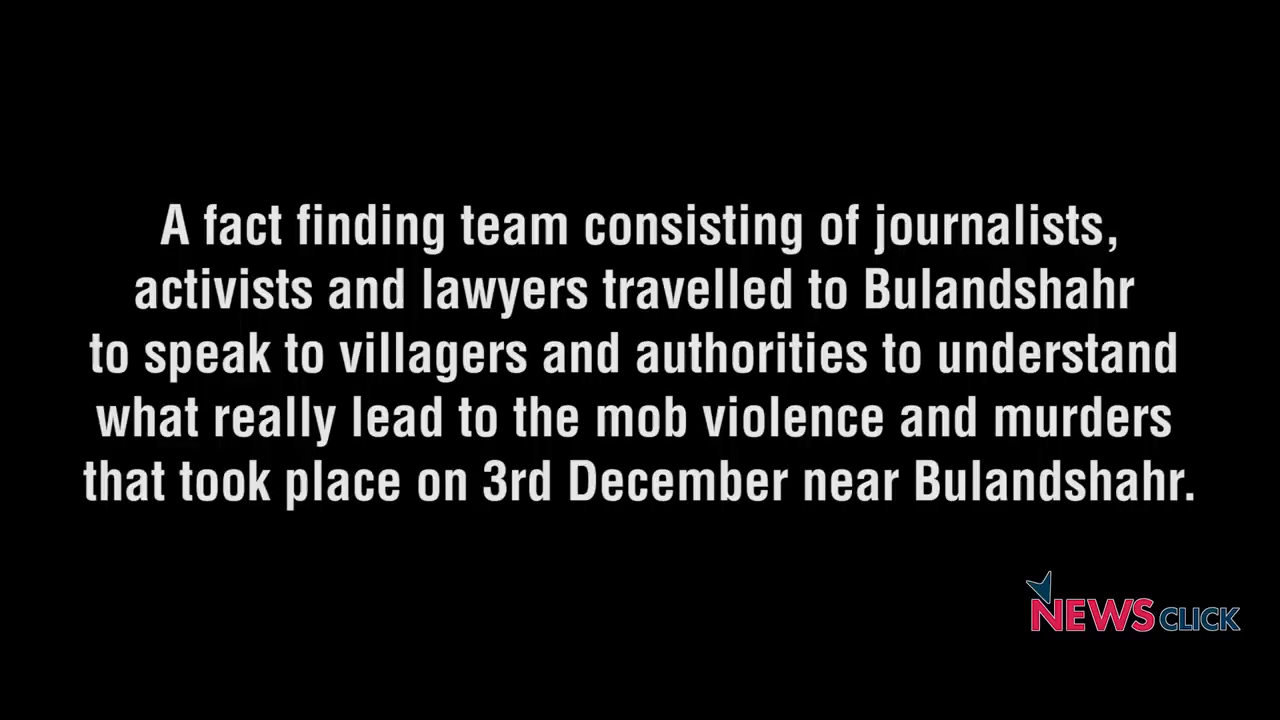 A fact finding team consisting of journalists,
activists and lawyers travelled to Bulandshahr
to speak to villagers and authorities to understand
what really lead to the mob violence and murders
that took place on 3rd December near Bulandshahr.
NEWSCLICK